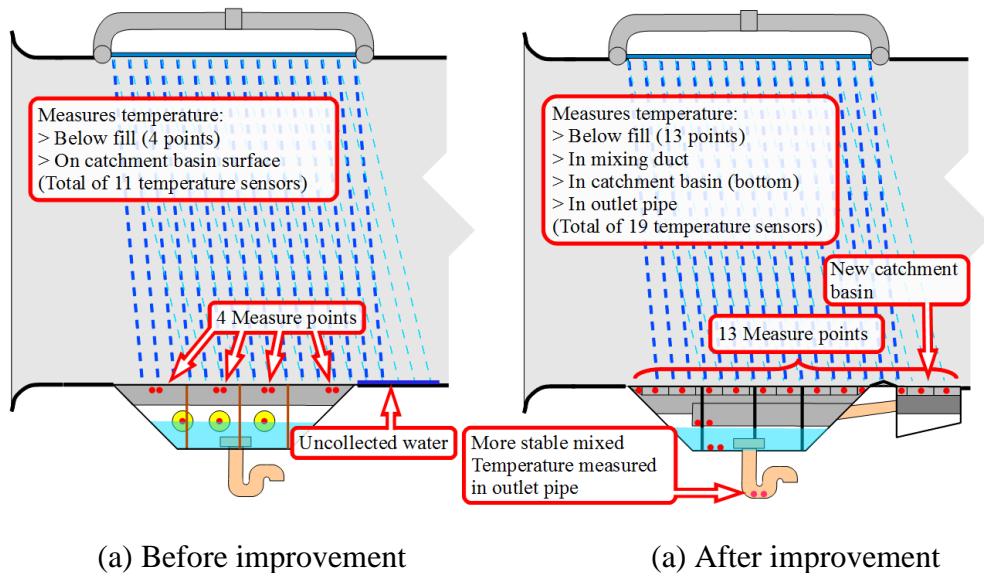 Measures temperature:
> Below fill (4 points)
> On catchment basin surface
(Total of 11 temperature sensors)
4 Measure points
Uncollected water
(a) Before improvement
Measures temperature:
> Below fill (13 points)
> In mixing duct
> In catchment basin (bottom)
> In outlet pipe
(Total of 19 temperature sensors)
New catchment
basin
13 Measure points
More stable mixed
Temperature measured
in outlet pipe
(a) After improvement